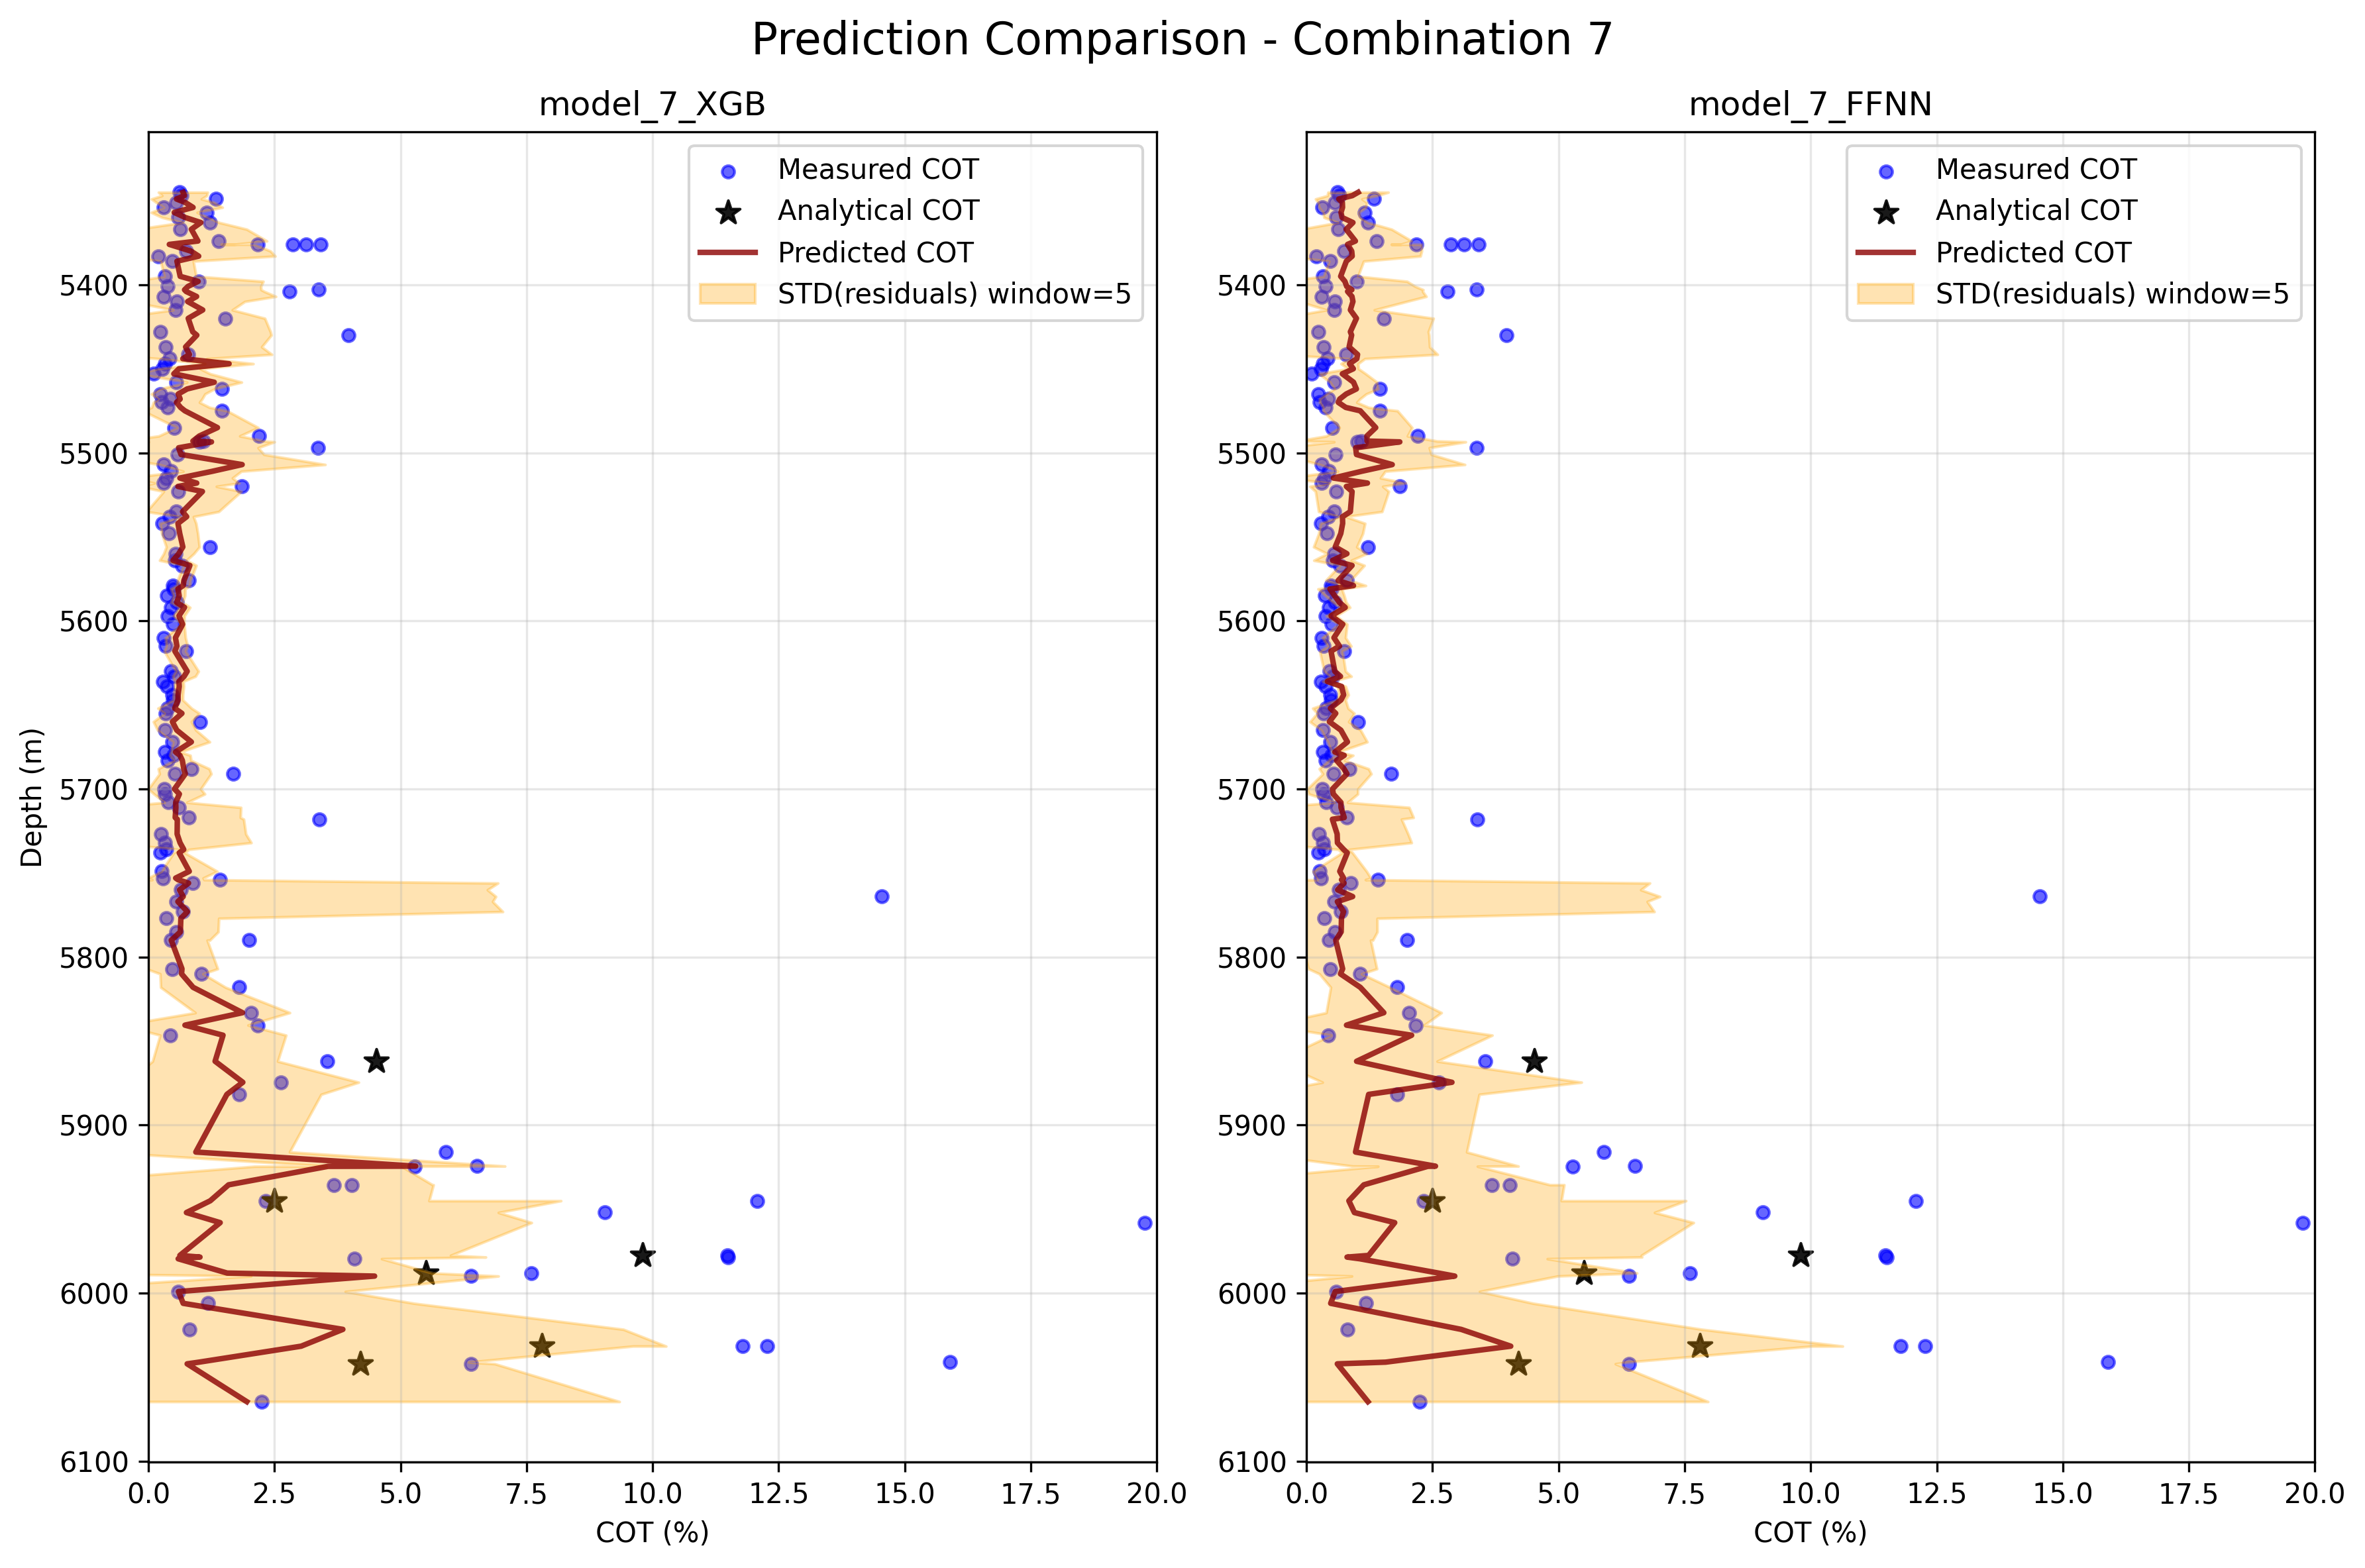 Prediction Comparison - Combination 7
model_7_XGB
Measured COT
Analytical COT
Predicted COT
STD(residuals) window=5
Depth (m)
5400
5500
5600
5700
5800
5900
6000
6100
0.0 2.5 5.0 7.5 10.0 12.5 15.0 17.5 20.0
COT (%)
model_7_FFNN
Measured COT
Analytical COT
Predicted COT
STD(residuals) window=5
5400
5500
5600
5700
5800
5900
6000
6100
0.0 2.5 5.0 7.5 10.0 12.5 15.0 17.5 20.0
COT (%)